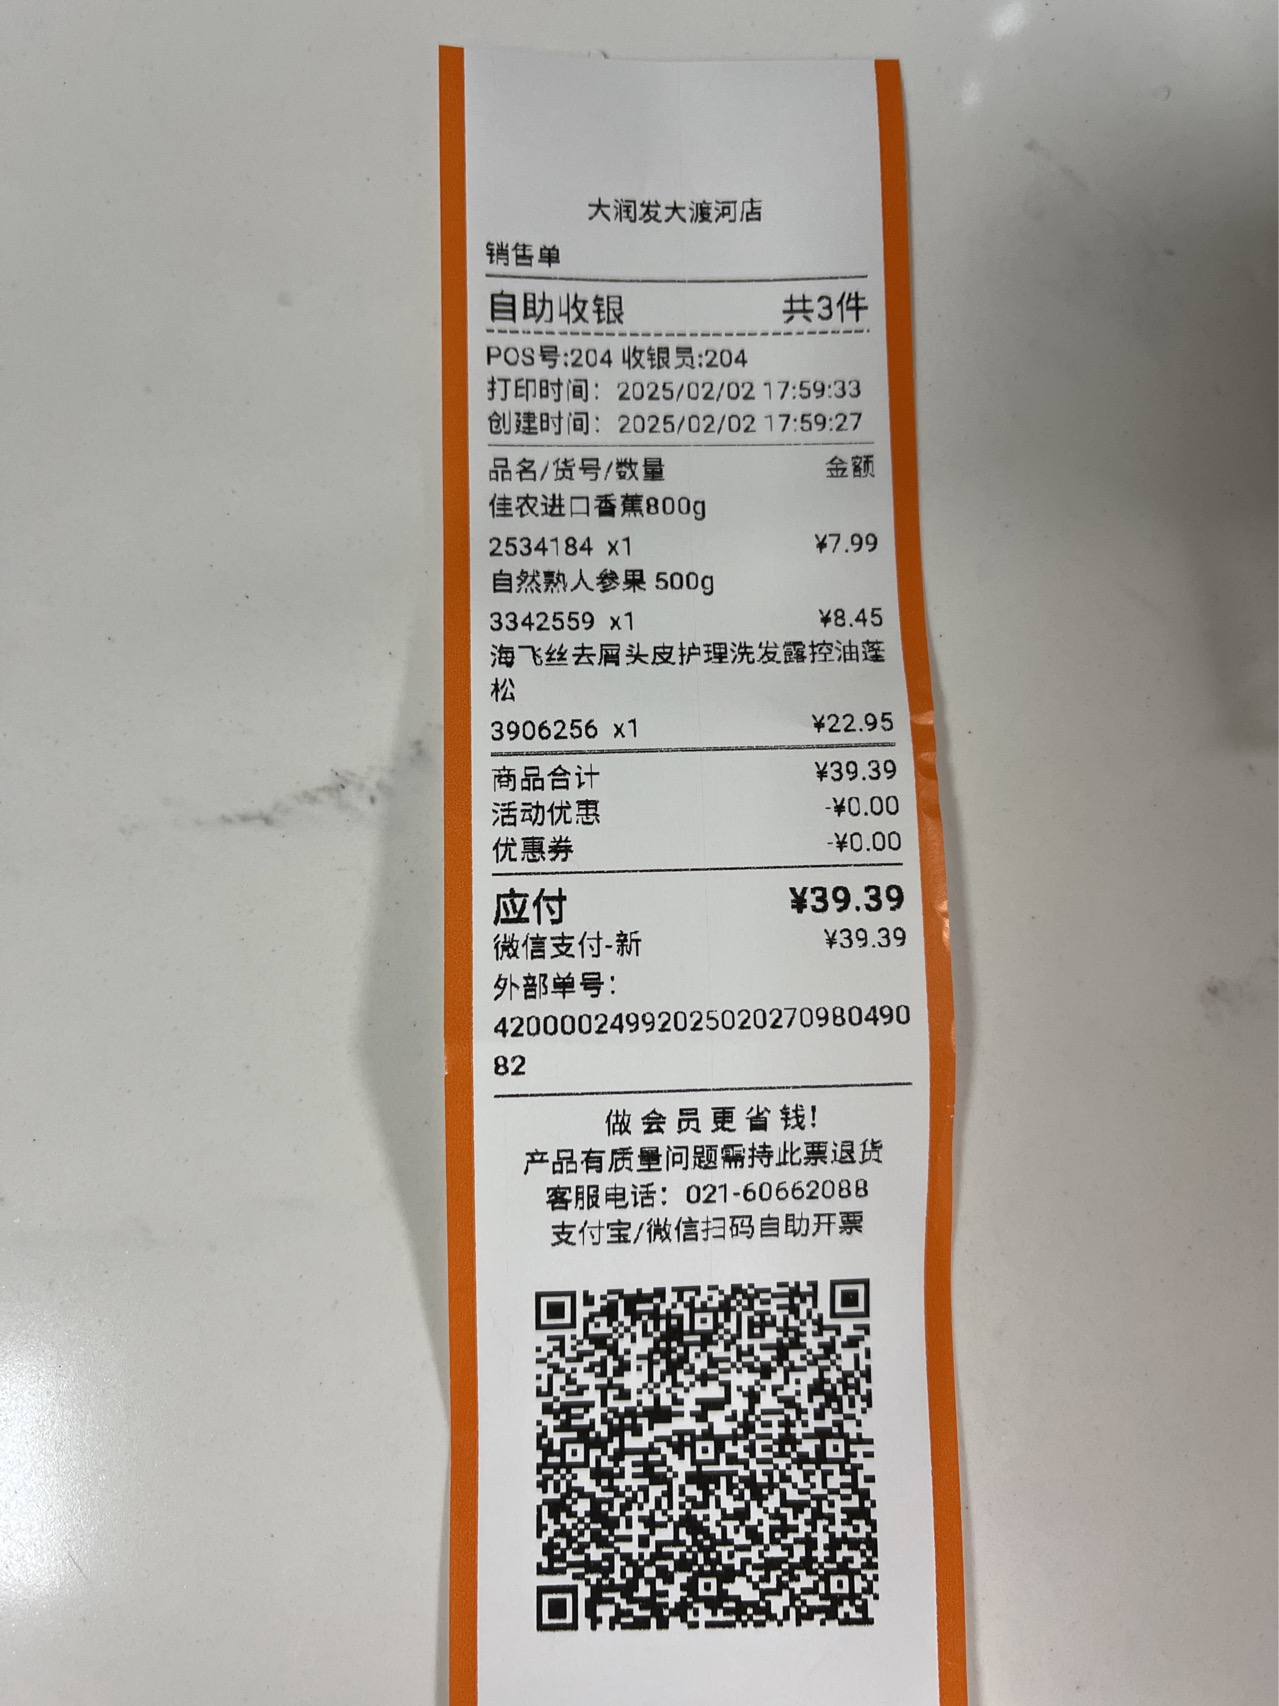 大润发大渡河店
销售单
自助收银 共3件
POS号:204 收银员:204
打印时间： 2025/02/02 17:59:33
创建时间： 2025/02/02 17:59:27
品名/货号/数量 金额
佳农进口香蕉800g
2534184 x1 ¥7.99
自然熟人参果 500g
3342559 x1 ¥8.45
海飞丝去屑头皮护理洗发露控油蓬
松
3906256 x1 ¥22.95
商品合计 ¥39.39
活动优惠 -¥0.00
优惠券 -¥0.00
应付 ¥39.39
微信支付-新 ¥39.39
外部单号：
42000024992025020270980490
82
做会员更省钱!
产品有质量问题需持此票退货
客服电话：021-60662088
支付宝/微信扫码自助开票